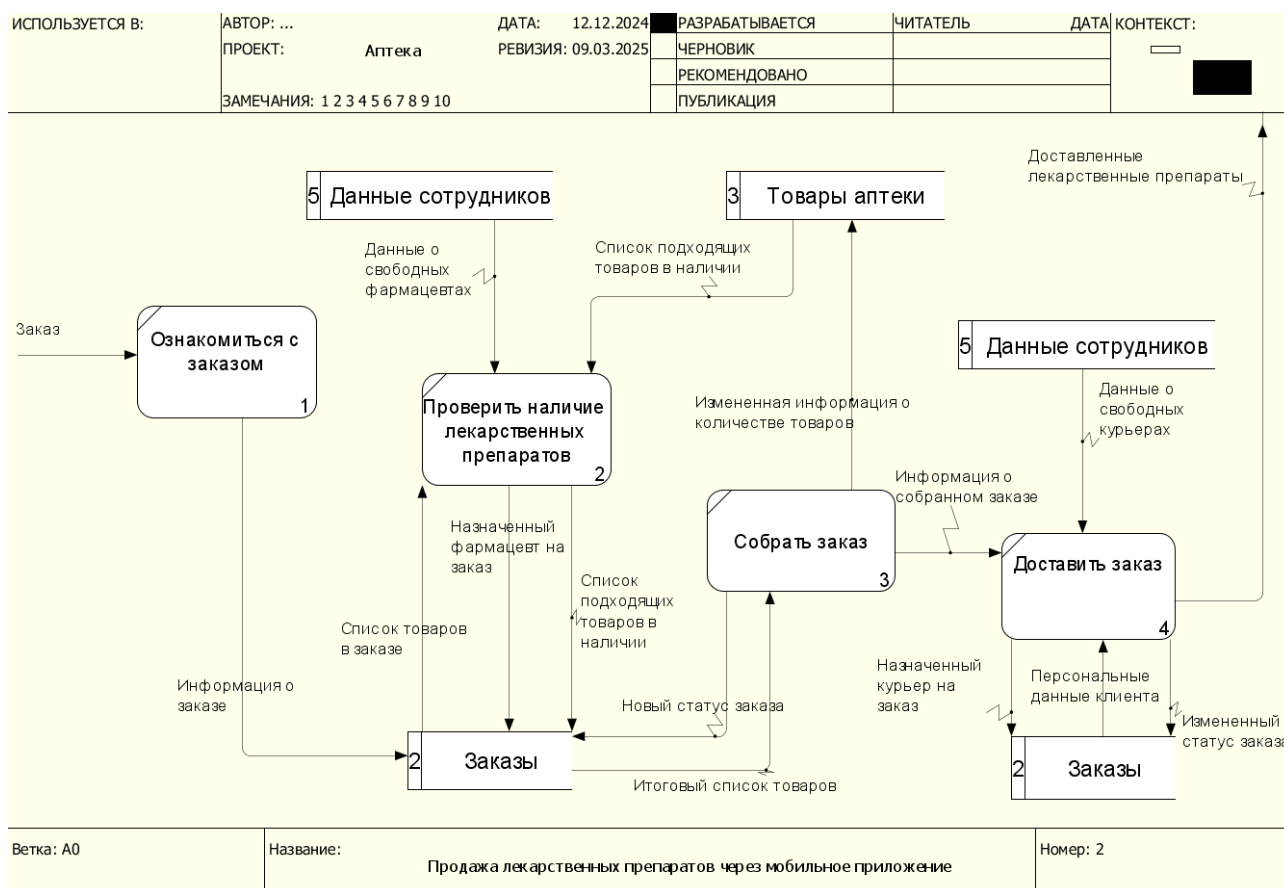 ИСПОЛЬЗУЕТСЯ В:
АВТОР: ...
ДАТА: 12.12.2024
РАЗРАБАТЫВАЕТСЯ
ЧИТАТЕЛЬ
ДАТА
КОНТЕКСТ:
ПРОЕКТ: Аптека
РЕВИЗИЯ: 09.03.2025
ЧЕРНОВИК
РЕКОМЕНДОВАНО
ЗАМЕЧАНИЯ: 1 2 3 4 5 6 7 8 9 10
ПУБЛИКАЦИЯ
Доставленные
лекарственные препараты
5 Данные сотрудников
3 Товары аптеки
Данные о
свободных
фармацевтах
Список подходящих
товаров в наличии
Заказ
Ознакомиться с
заказом
1
5 Данные сотрудников
Проверить наличие
лекарственных
препаратов
2
Измененная информация о
количестве товаров
Данные о
свободных
курьерах
Информация о
собранном заказе
Назначенный
фармацевт на
заказ
Собрать заказ
3
Доставить заказ
4
Список
подходящих
товаров в
наличии
Список товаров
в заказе
Информация о
заказе
Новый статус заказа
Назначенный
курьер на
заказ
Персональные
данные клиента
Измененный
статус заказа
2 Заказы
Итоговый список товаров
2 Заказы
Ветка: A0
Название:
Продажа лекарственных препаратов через мобильное приложение
Номер: 2